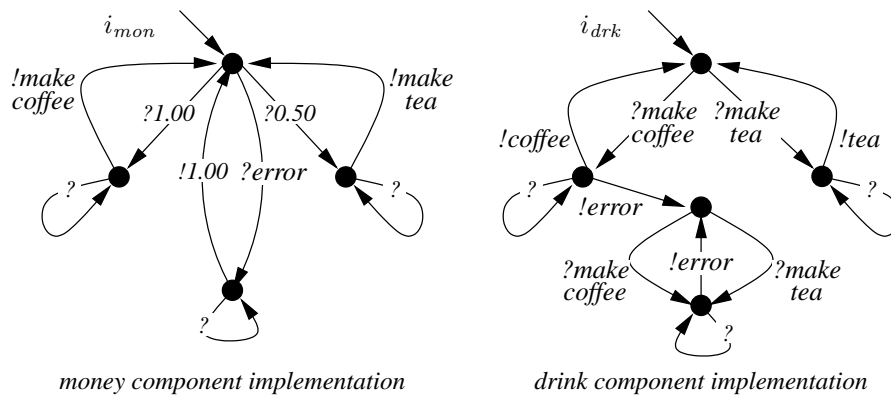 i_mon
!make
coffee
?1.00
?0.50
!make
tea
!1.00
?error
?
?
?
money component implementation
i_drk
?make
coffee
?make
tea
!coffee
!tea
?
!error
?
?make
coffee
!error
?make
tea
?
drink component implementation